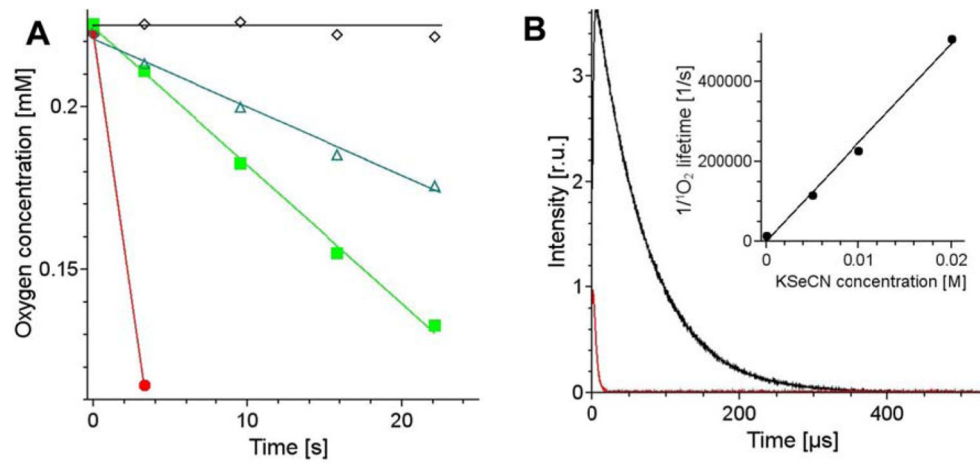 A
Oxygen concentration [mM]
0.2
0.15
0
10
20
Time [s]
B
Intensity [r.u.]
3
2
1
0
0
200
400
Time [µs]
1/¹O₂ lifetime [1/s]
400000
200000
0
0
0.01
0.02
KSeCN concentration [M]